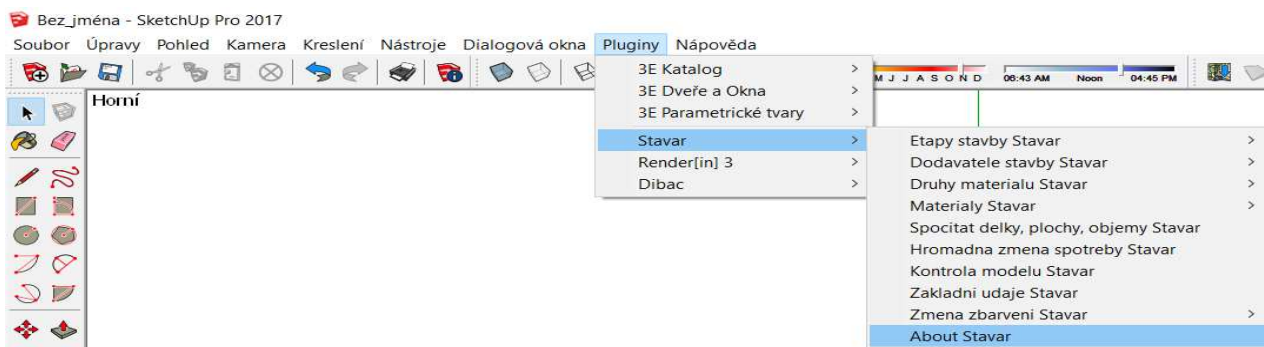 Bez_jména - SketchUp Pro 2017
Soubor Úpravy Pohled Kamera Kreslení Nástroje Dialogová okna Pluginy Nápověda
M J J A S O N D 06:43 AM Noon 04:45 PM
Horní
3E Katalog >
3E Dveře a Okna >
3E Parametrické tvary >
Stavar >
Render[in] 3 >
Dibac >
Etapy stavby Stavar >
Dodavatele stavby Stavar >
Druhy materialu Stavar >
Materialy Stavar >
Spocitat delky, plochy, objemy Stavar
Hromadna zmena spotreby Stavar
Kontrola modelu Stavar
Zakladni udaje Stavar
Zmena zbarveni Stavar >
About Stavar